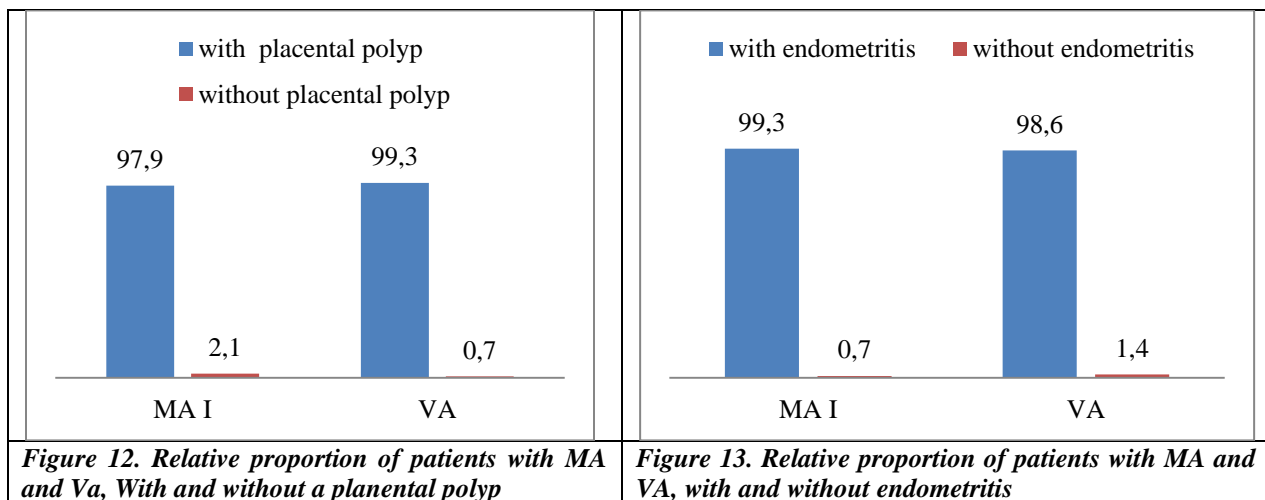 with placental polyp
without placental polyp
97,9
2,1
99,3
0,7
MA I
VA
Figure 12. Relative proportion of patients with MA
and Va, With and without a planental polyp
with endometritis
without endometritis
99,3
0,7
98,6
1,4
MA I
VA
Figure 13. Relative proportion of patients with MA and
VA, with and without endometritis